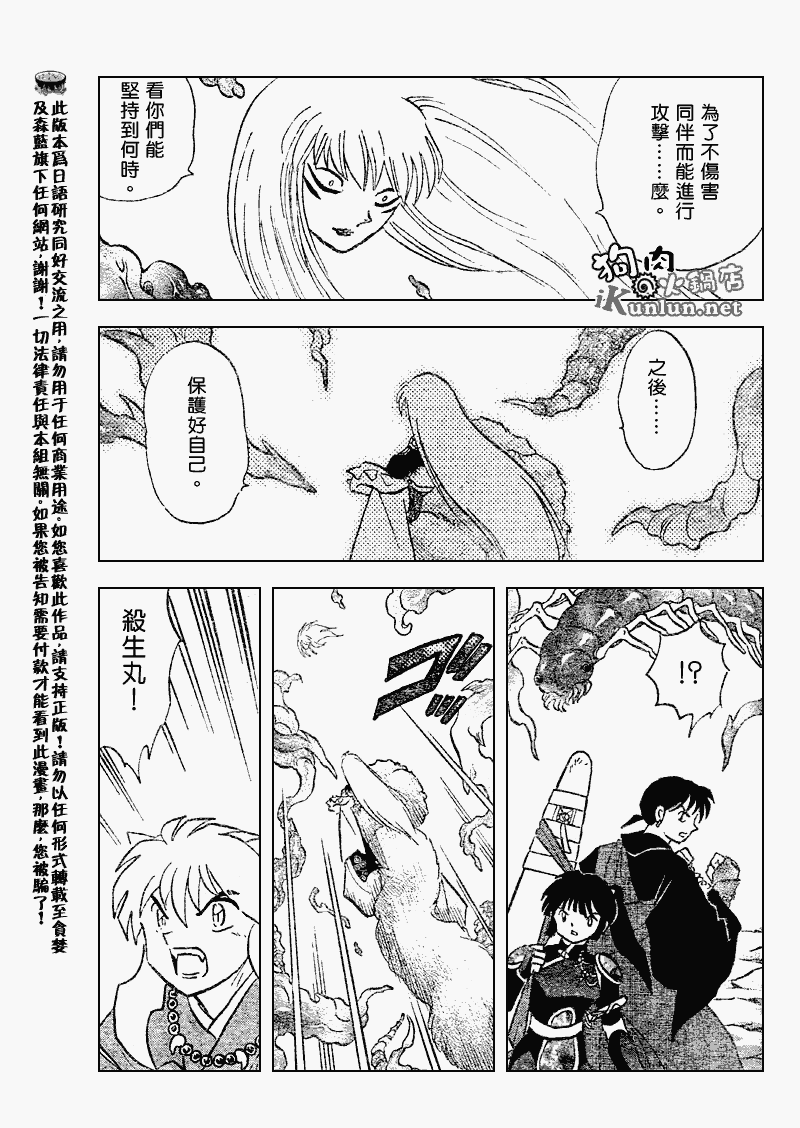 為了不傷害
同伴而能進行
攻擊……麼。
看你們能
堅持到何時。
狗肉火鍋店
iKunlun.net
之後……
保護好自己。
!?
ゴゴ
殺生丸！
此版本爲日語研究同好交流之用，請勿用于任何商業用途。如您喜歡此作品，請支持正版！請勿以任何形式轉載至貪婪
及森藍旗下任何網站，謝謝！一切法律責任與本組無關。如果您被告知需要付款才能看到此漫畫，那麼，您被騙了！